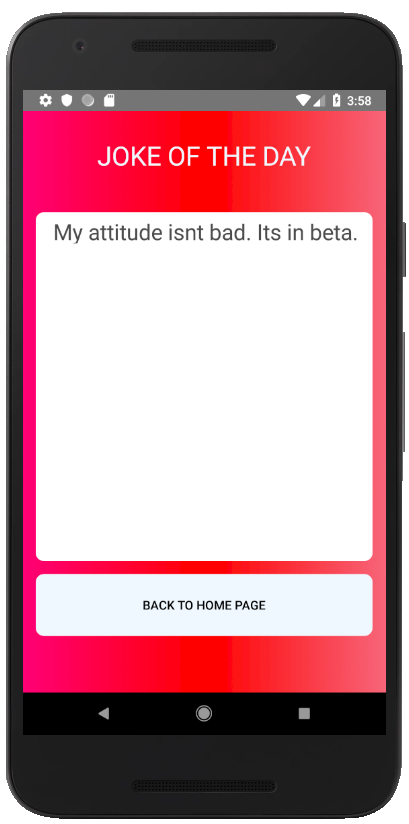 3:58
JOKE OF THE DAY
My attitude isnt bad. Its in beta.
BACK TO HOME PAGE